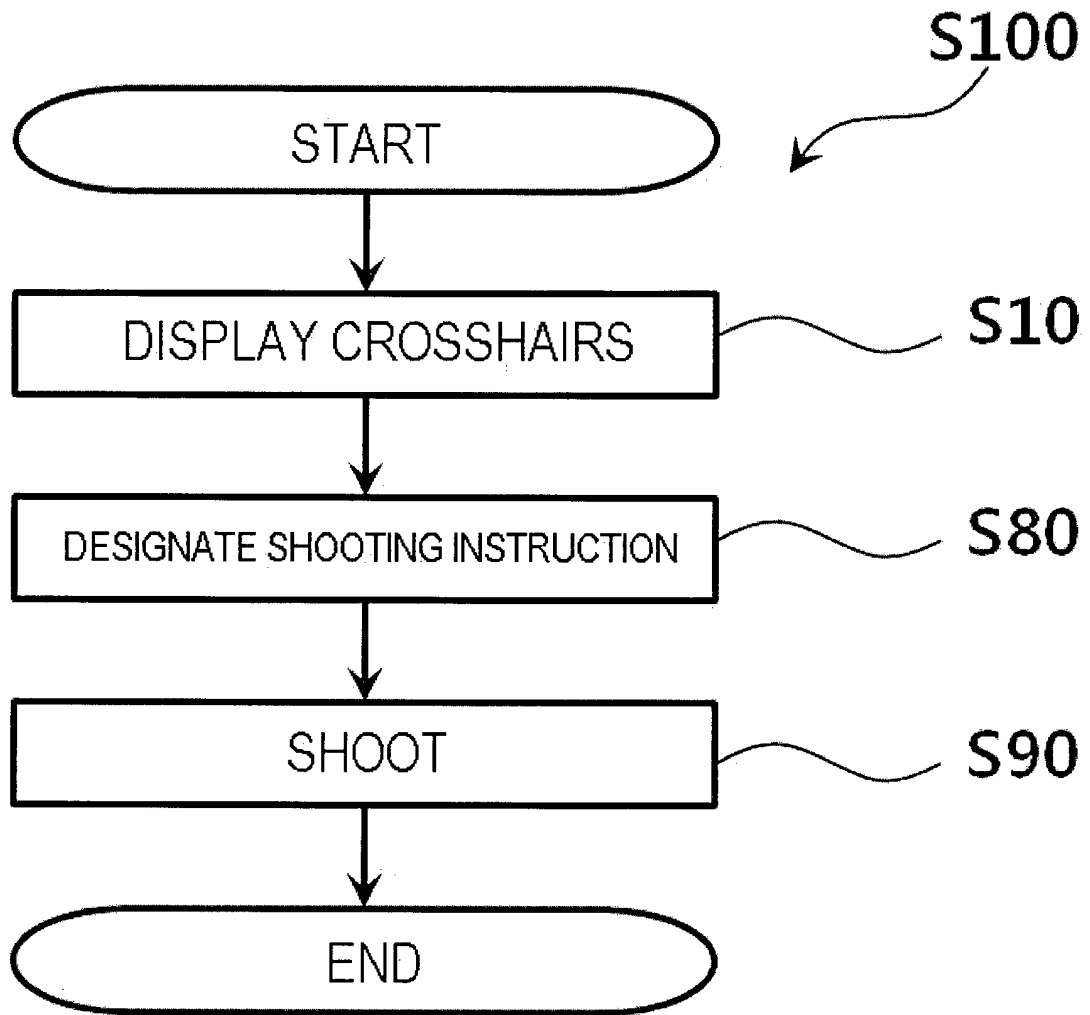 S100
START
DISPLAY CROSSHAIRS
S10
DESIGNATE SHOOTING INSTRUCTION
S80
SHOOT
S90
END